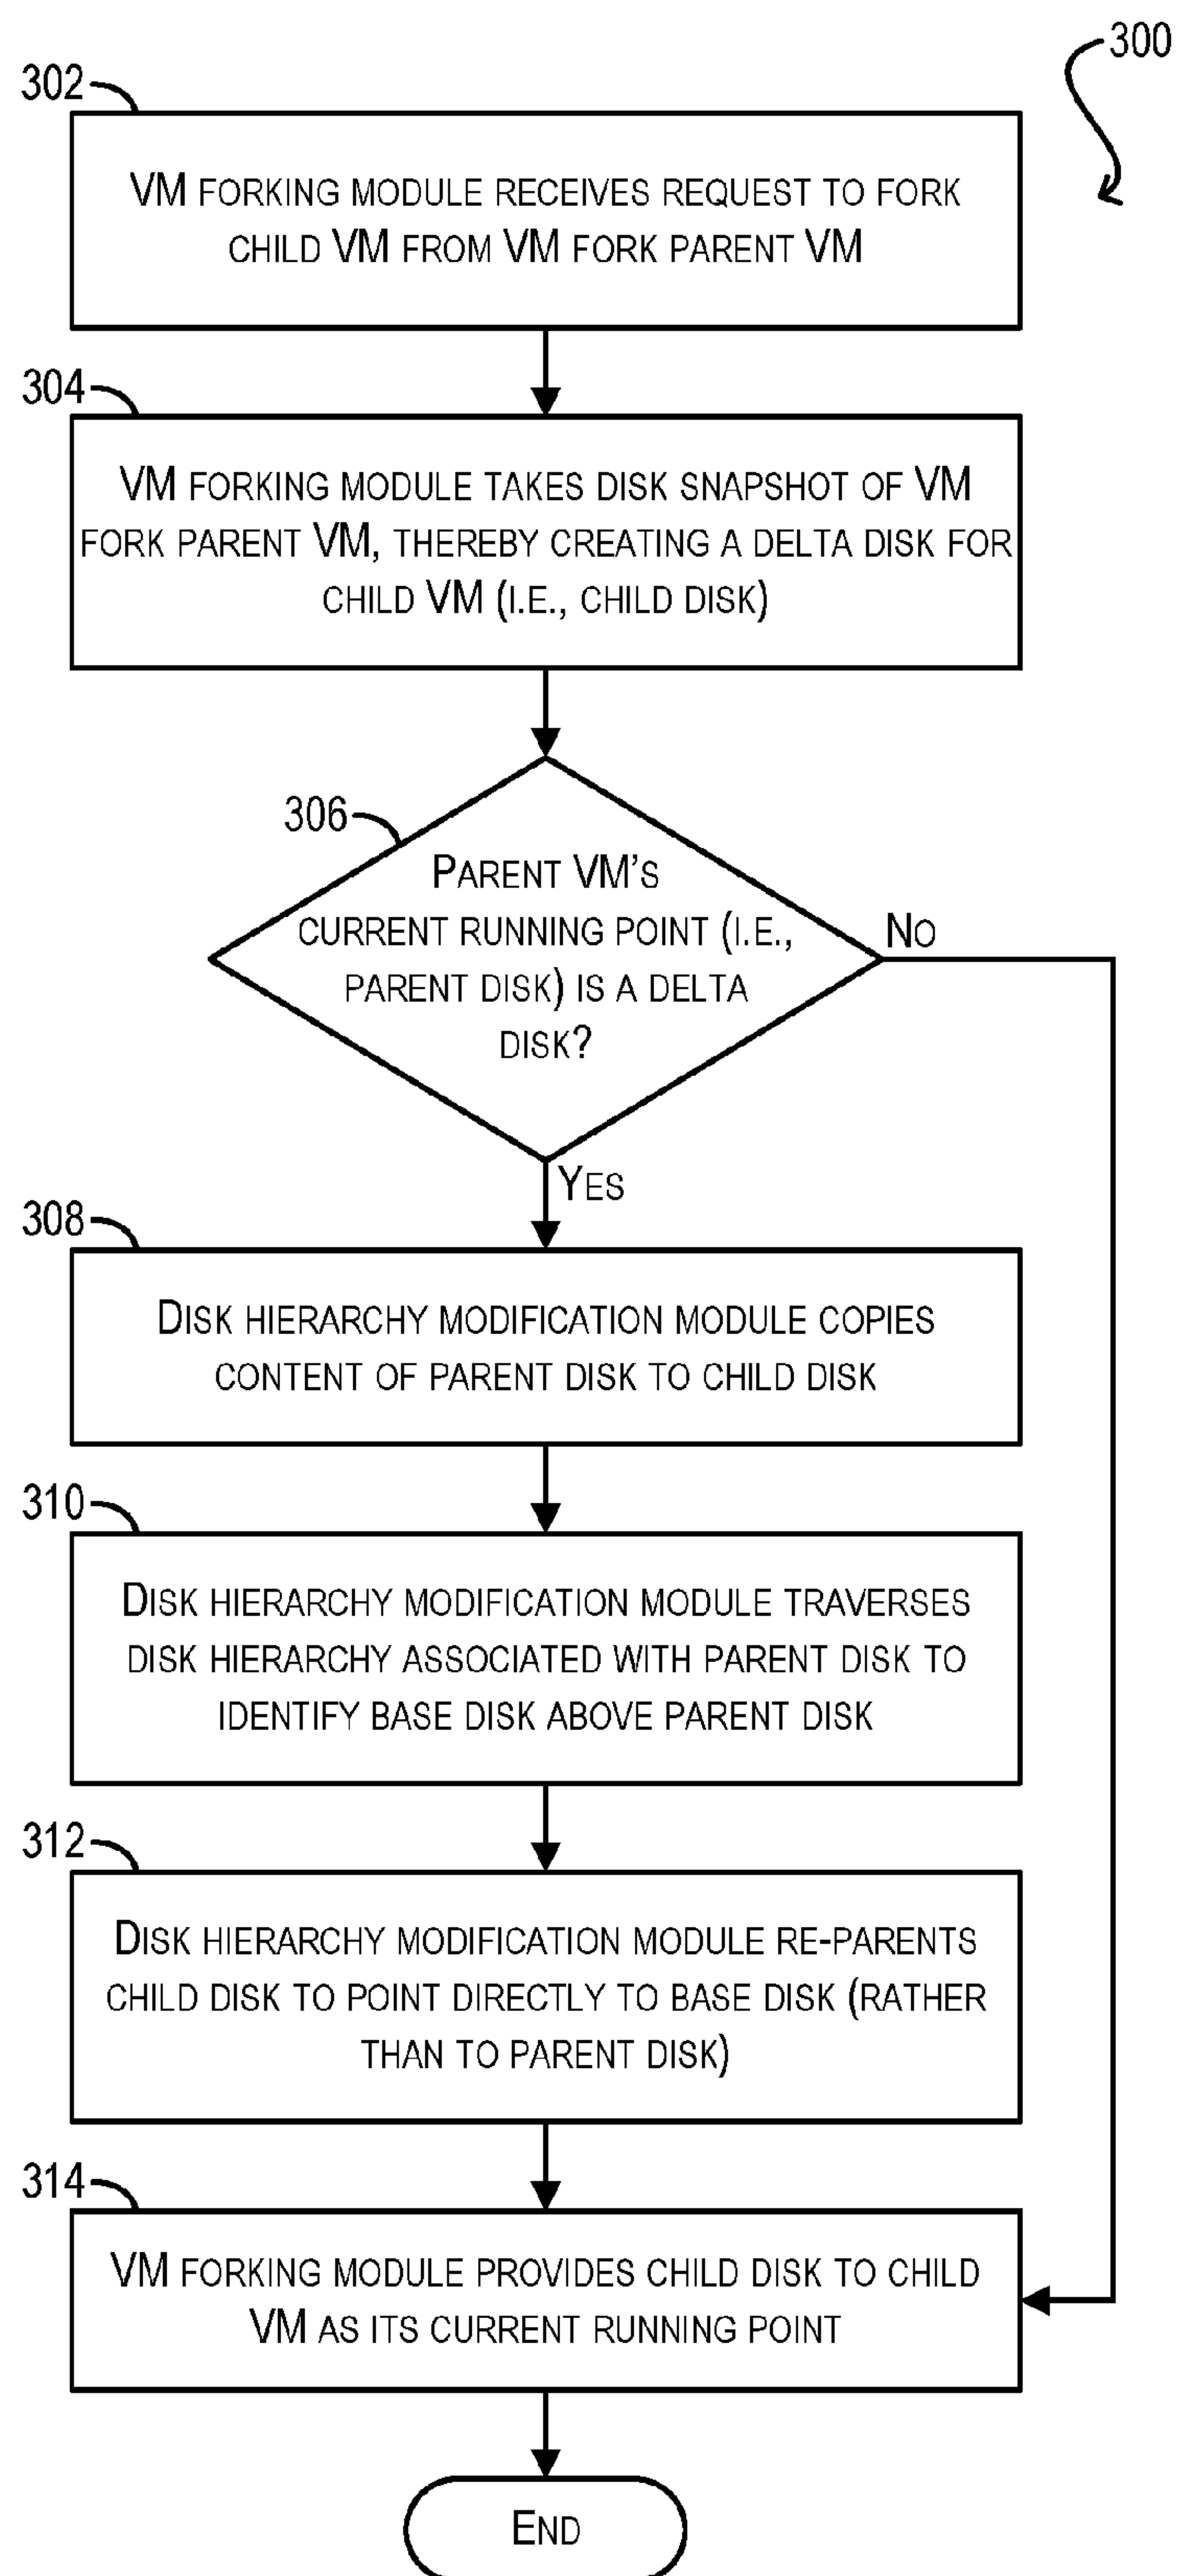 300
302
VM FORKING MODULE RECEIVES REQUEST TO FORK
CHILD VM FROM VM FORK PARENT VM
304
VM FORKING MODULE TAKES DISK SNAPSHOT OF VM
FORK PARENT VM, THEREBY CREATING A DELTA DISK FOR
CHILD VM (I.E., CHILD DISK)
306
PARENT VM'S
CURRENT RUNNING POINT (I.E.,
PARENT DISK) IS A DELTA
DISK?
NO
YES
308
DISK HIERARCHY MODIFICATION MODULE COPIES
CONTENT OF PARENT DISK TO CHILD DISK
310
DISK HIERARCHY MODIFICATION MODULE TRAVERSES
DISK HIERARCHY ASSOCIATED WITH PARENT DISK TO
IDENTIFY BASE DISK ABOVE PARENT DISK
312
DISK HIERARCHY MODIFICATION MODULE RE-PARENTS
CHILD DISK TO POINT DIRECTLY TO BASE DISK (RATHER
THAN TO PARENT DISK)
314
VM FORKING MODULE PROVIDES CHILD DISK TO CHILD
VM AS ITS CURRENT RUNNING POINT
END